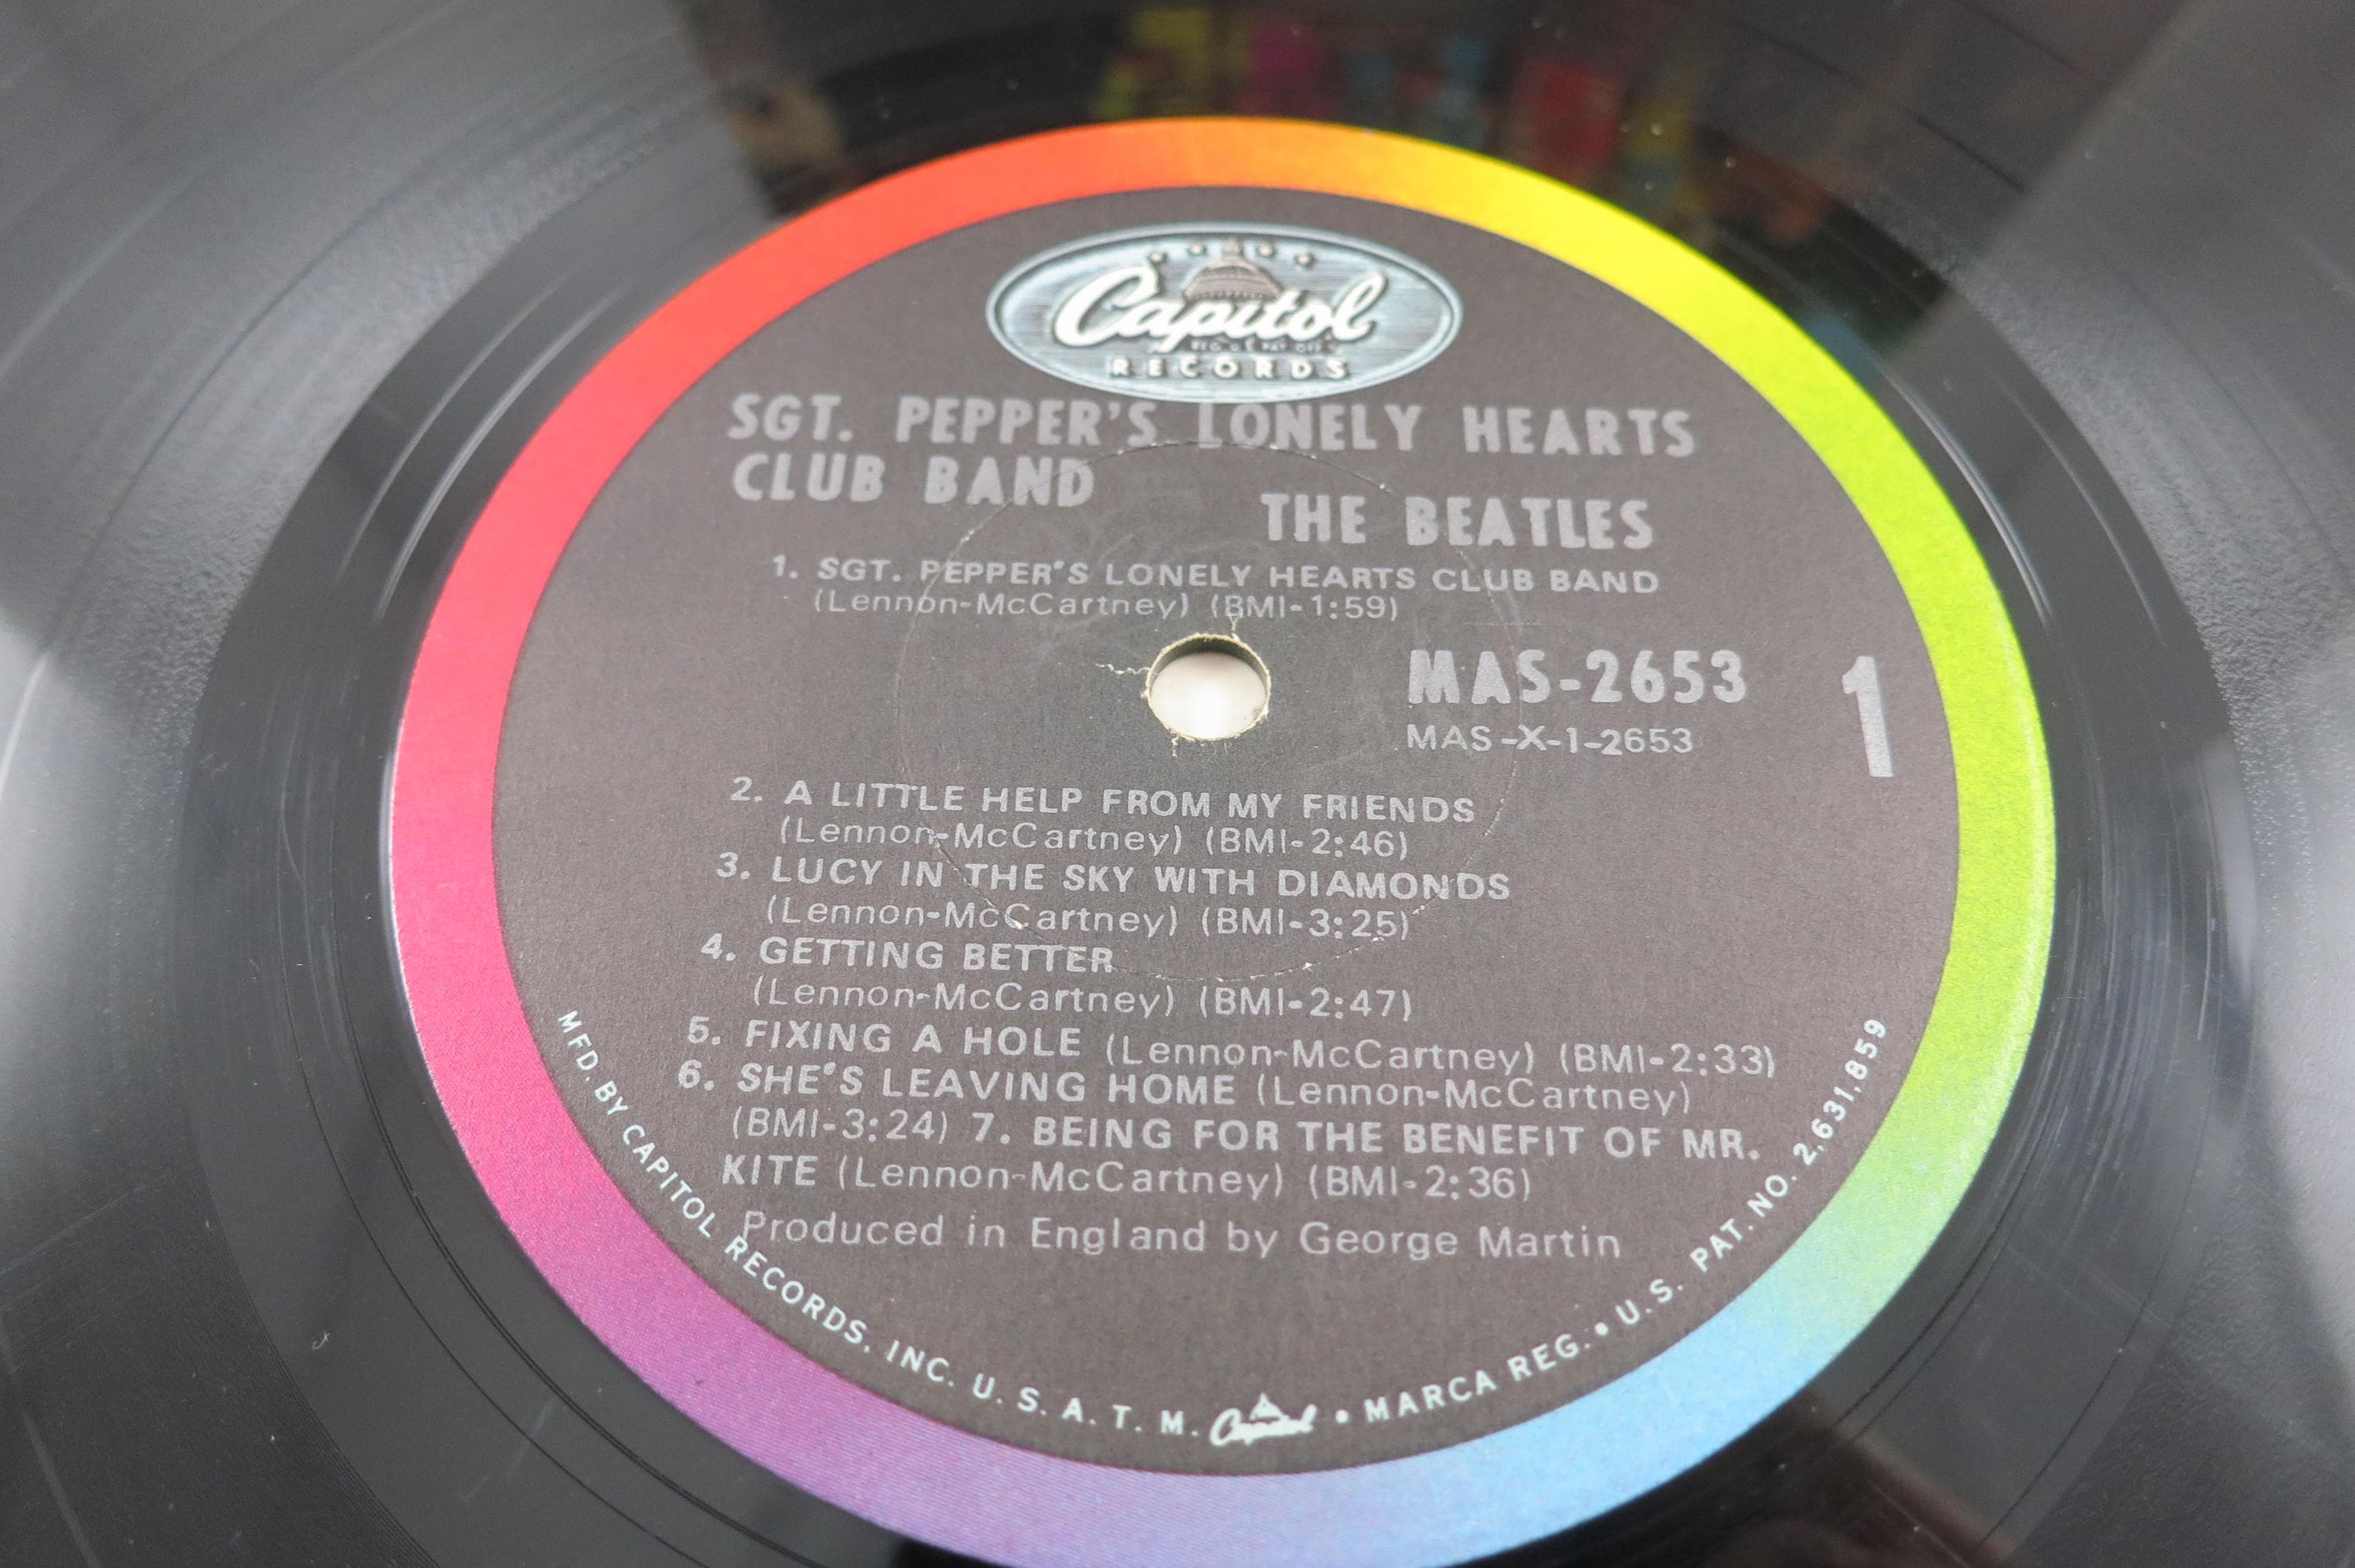 Capitol
RECORDS
SGT. PEPPER'S LONELY HEARTS
CLUB BAND
THE BEATLES
1. SGT. PEPPER'S LONELY HEARTS CLUB BAND
(Lennon-McCartney) (BMI-1:59)
MAS-2653
1
MAS-X-1-2653
2. A LITTLE HELP FROM MY FRIENDS
(Lennon-McCartney) (BMI-2:46)
3. LUCY IN THE SKY WITH DIAMONDS
(Lennon-McCartney) (BMI-3:25)
4. GETTING BETTER
(Lennon-McCartney) (BMI-2:47)
5. FIXING A HOLE (Lennon-McCartney) (BMI-2:33)
6. SHE'S LEAVING HOME (Lennon-McCartney)
(BMI-3:24) 7. BEING FOR THE BENEFIT OF MR.
KITE (Lennon-McCartney) (BMI-2:36)
Produced in England by George Martin
MFD. BY CAPITOL RECORDS, INC. U.S.A. T.M. Capitol • MARCA REG. • U.S. PAT. NO. 2,631,859